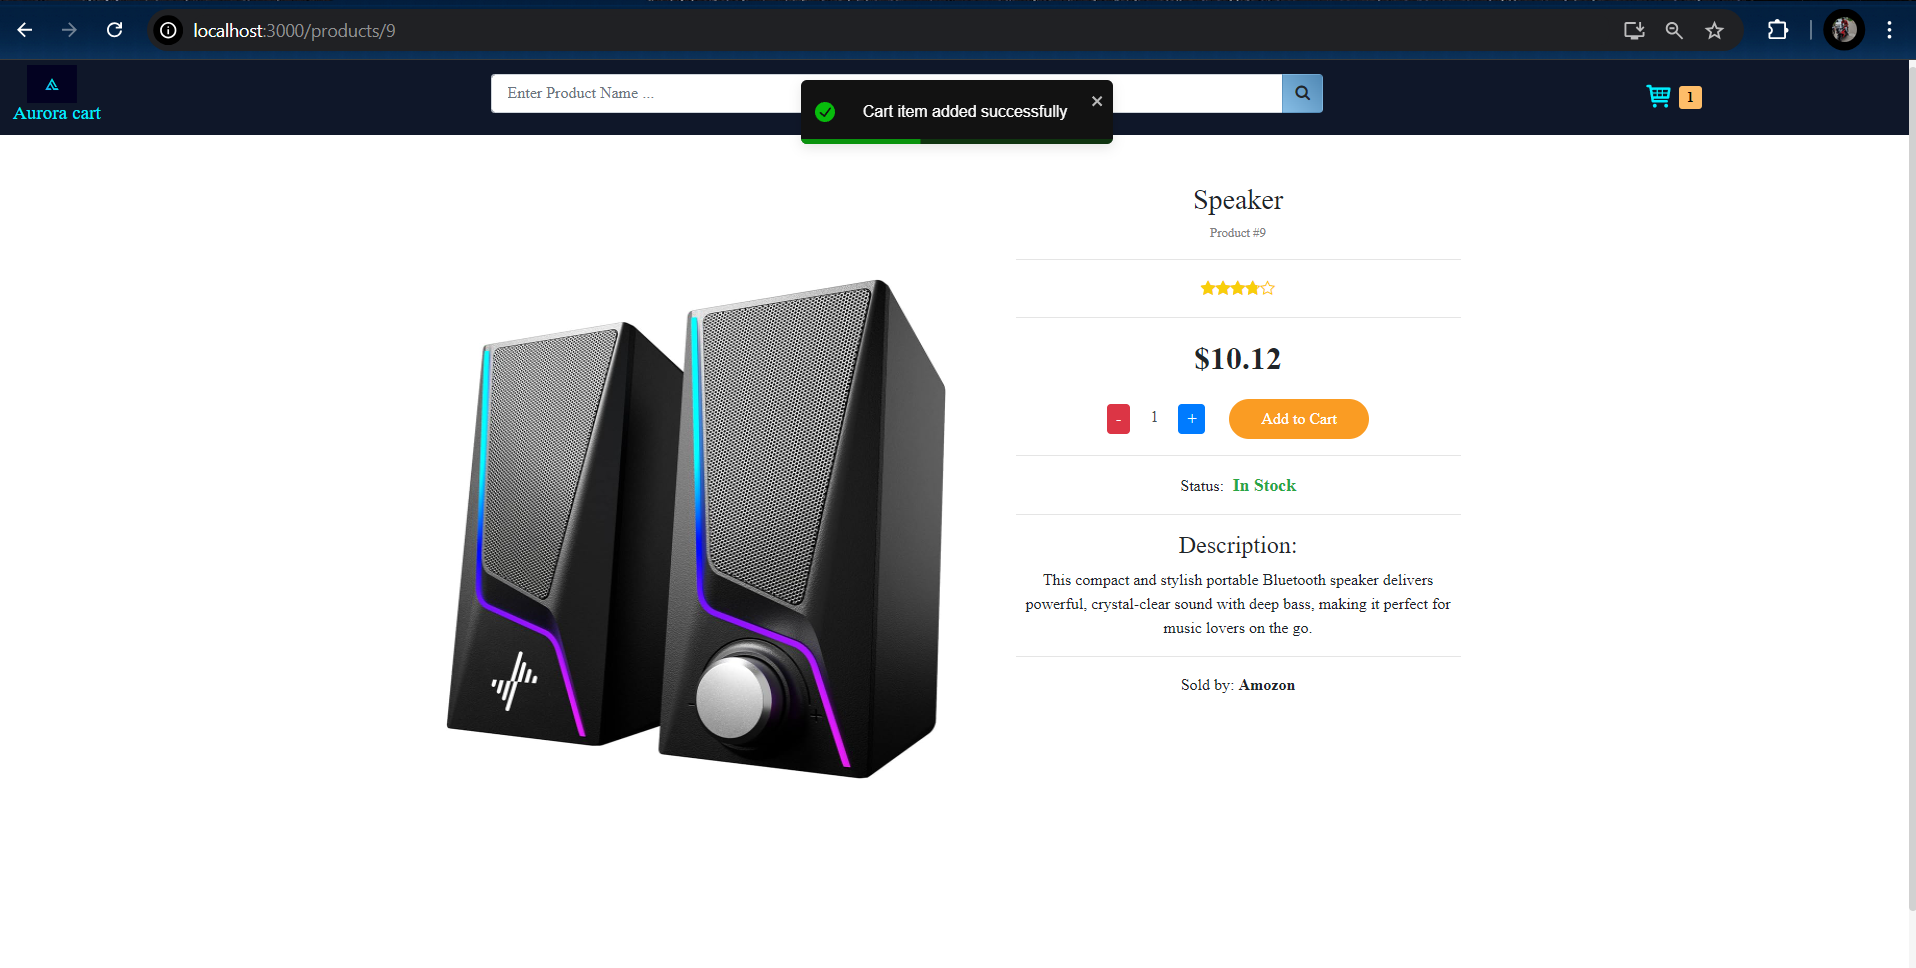 localhost:3000/products/9
Aurora cart
Enter Product Name ...
Cart item added successfully
1
Speaker
Product #9
$10.12
- 1 + Add to Cart
Status: In Stock
Description:
This compact and stylish portable Bluetooth speaker delivers
powerful, crystal-clear sound with deep bass, making it perfect for
music lovers on the go.
Sold by: Amozon